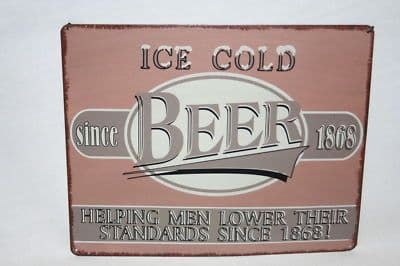 ICE COLD
since BEER 1868
HELPING MEN LOWER THEIR
STANDARDS SINCE 1868!